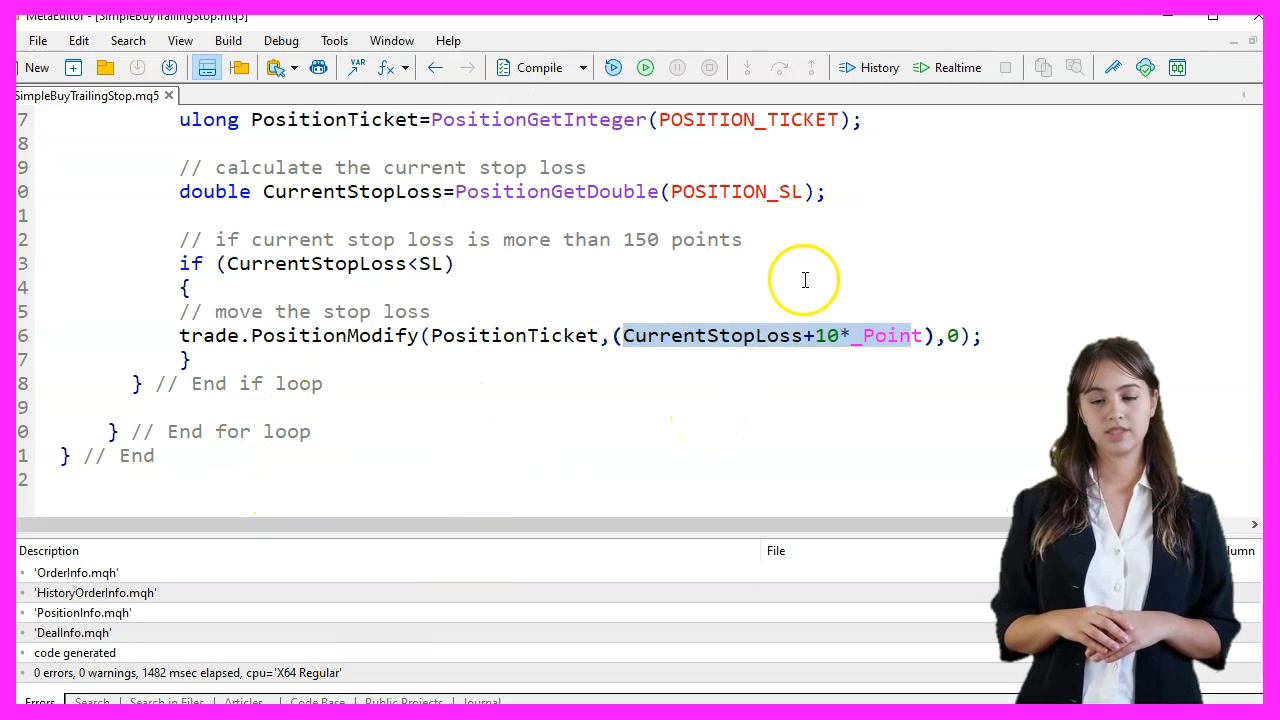 MetaEditor - [SimpleBuyTrailingStop.mq5]
File Edit Search View Build Debug Tools Window Help
New Compile History Realtime
SimpleBuyTrailingStop.mq5
7 ulong PositionTicket=PositionGetInteger(POSITION_TICKET);
8
9 // calculate the current stop loss
0 double CurrentStopLoss=PositionGetDouble(POSITION_SL);
1
2 // if current stop loss is more than 150 points
3 if (CurrentStopLoss<SL)
4 {
5 // move the stop loss
6 trade.PositionModify(PositionTicket,(CurrentStopLoss+10*_Point),0);
7 }
8 } // End if loop
9
0 } // End for loop
1 } // End
2
Description File lumn
'OrderInfo.mqh'
'HistoryOrderInfo.mqh'
'PositionInfo.mqh'
'DealInfo.mqh'
code generated
0 errors, 0 warnings, 1482 msec elapsed, cpu='X64 Regular'
Errors Search Search in Files Articles Code Base Public Projects Journal